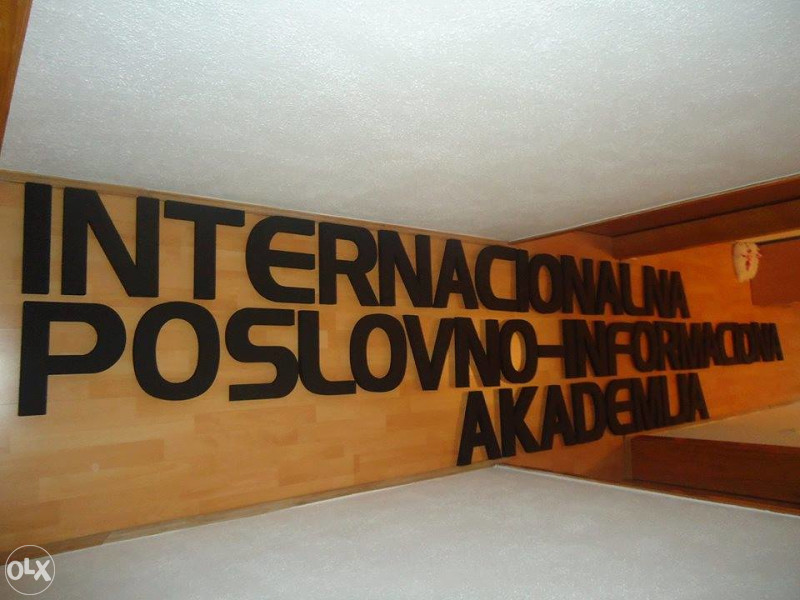 INTERNACIONALNA
POSLOVNO-INFORMACIONA
AKADEMIJA
OLX